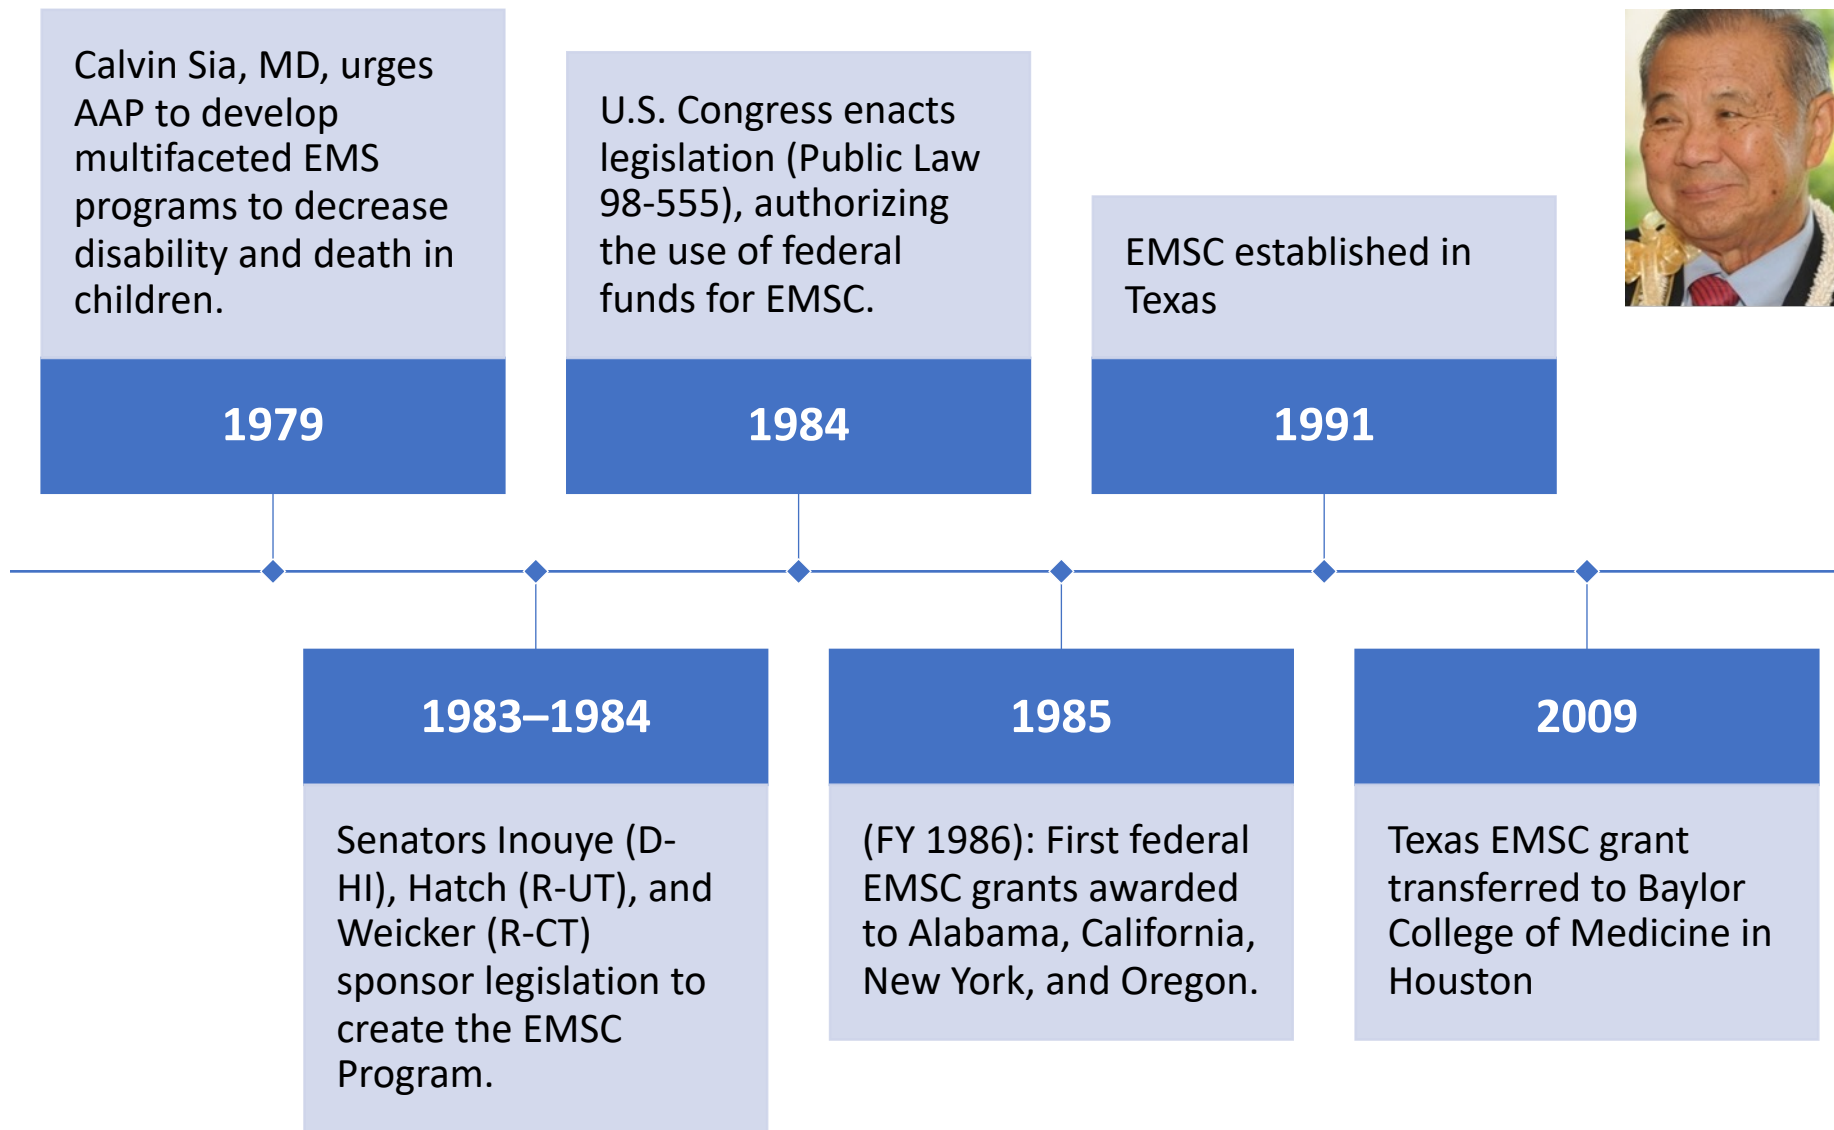 Calvin Sia, MD, urges
AAP to develop
multifaceted EMS
programs to decrease
disability and death in
children.
1979
1983–1984
Senators Inouye (D-
HI), Hatch (R-UT), and
Weicker (R-CT)
sponsor legislation to
create the EMSC
Program.
U.S. Congress enacts
legislation (Public Law
98-555), authorizing
the use of federal
funds for EMSC.
1984
1985
(FY 1986): First federal
EMSC grants awarded
to Alabama, California,
New York, and Oregon.
EMSC established in
Texas
1991
2009
Texas EMSC grant
transferred to Baylor
College of Medicine in
Houston